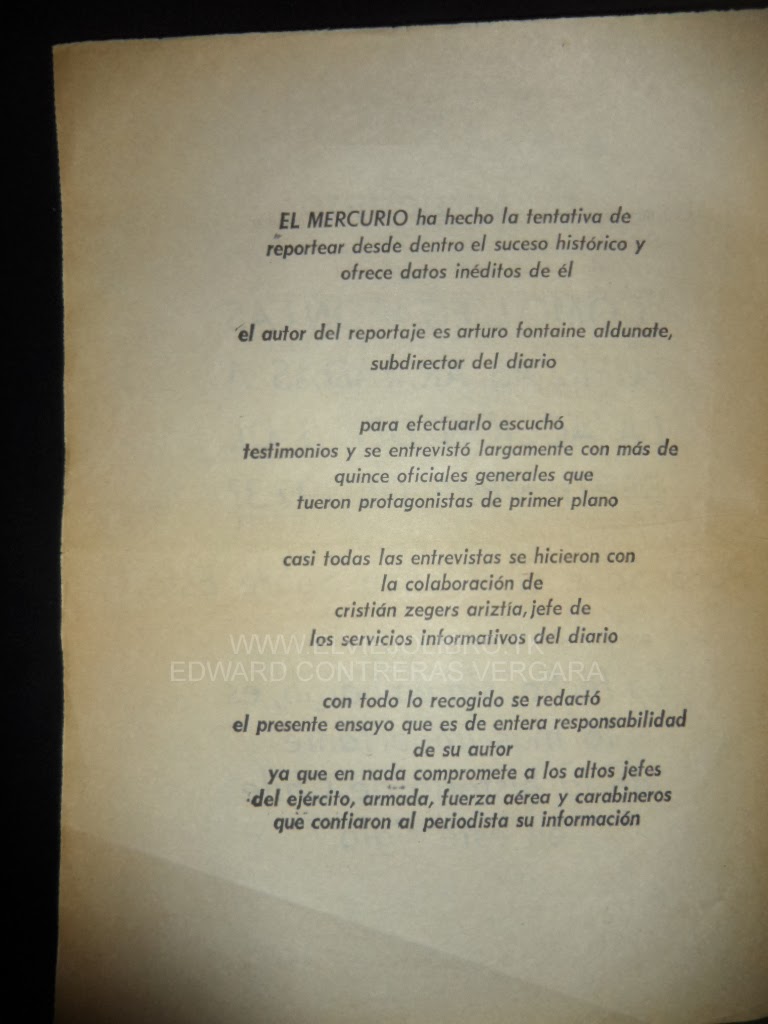 EL MERCURIO ha hecho la tentativa de
reportear desde dentro el suceso histórico y
ofrece datos inéditos de él
el autor del reportaje es arturo fontaine aldunate,
subdirector del diario
para efectuarlo escuchó
testimonios y se entrevistó largamente con más de
quince oficiales generales que
tueron protagonistas de primer plano
casi todas las entrevistas se hicieron con
la colaboración de
cristián zegers ariztía, jefe de
los servicios informativos del diario
EDWARD CONTRERAS VERGARA
con todo lo recogido se redactó
el presente ensayo que es de entera responsabilidad
de su autor
ya que en nada compromete a los altos jefes
del ejército, armada, fuerza aérea y carabineros
que confiaron al periodista su información